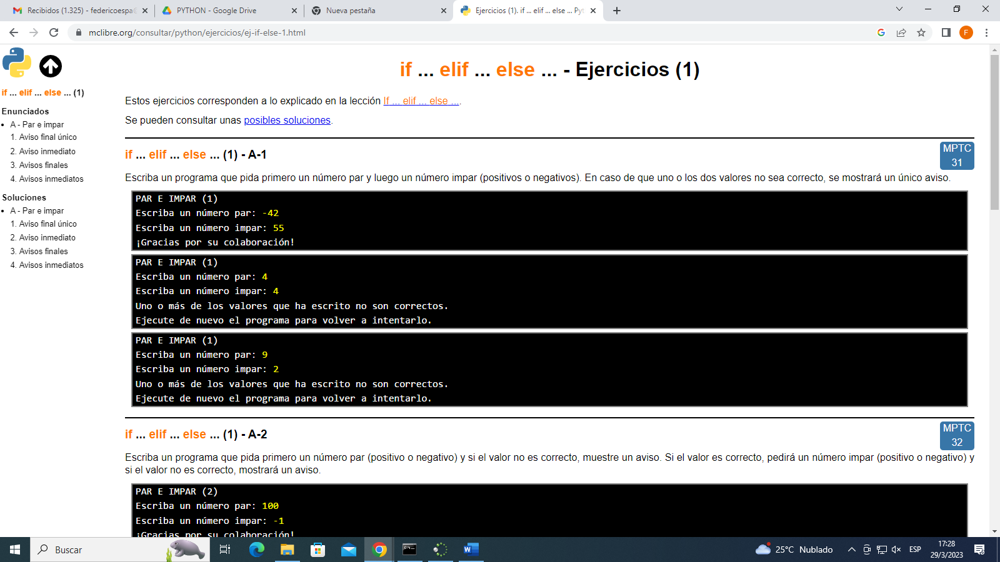 Recibidos (1.325) - federicoespa
PYTHON - Google Drive
Nueva pestaña
Ejercicios (1). if ... elif ... else ... Pyt
mclibre.org/consultar/python/ejercicios/ej-if-else-1.html
F
if ... elif ... else ... (1)
Enunciados
A - Par e impar
1. Aviso final único
2. Aviso inmediato
3. Avisos finales
4. Avisos inmediatos
Soluciones
A - Par e impar
1. Aviso final único
2. Aviso inmediato
3. Avisos finales
4. Avisos inmediatos
if ... elif ... else ... - Ejercicios (1)
Estos ejercicios corresponden a lo explicado en la lección If ... elif ... else ....
Se pueden consultar unas posibles soluciones.
if ... elif ... else ... (1) - A-1
MPTC
31
Escriba un programa que pida primero un número par y luego un número impar (positivos o negativos). En caso de que uno o los dos valores no sea correcto, se mostrará un único aviso.
PAR E IMPAR (1)
Escriba un número par: -42
Escriba un número impar: 55
¡Gracias por su colaboración!
PAR E IMPAR (1)
Escriba un número par: 4
Escriba un número impar: 4
Uno o más de los valores que ha escrito no son correctos.
Ejecute de nuevo el programa para volver a intentarlo.
PAR E IMPAR (1)
Escriba un número par: 9
Escriba un número impar: 2
Uno o más de los valores que ha escrito no son correctos.
Ejecute de nuevo el programa para volver a intentarlo.
if ... elif ... else ... (1) - A-2
MPTC
32
Escriba un programa que pida primero un número par (positivo o negativo) y si el valor no es correcto, muestre un aviso. Si el valor es correcto, pedirá un número impar (positivo o negativo) y
si el valor no es correcto, mostrará un aviso.
PAR E IMPAR (2)
Escriba un número par: 100
Escriba un número impar: -1
¡Gracias por su colaboración!
Buscar
25°C Nublado
ESP
17:28
29/3/2023